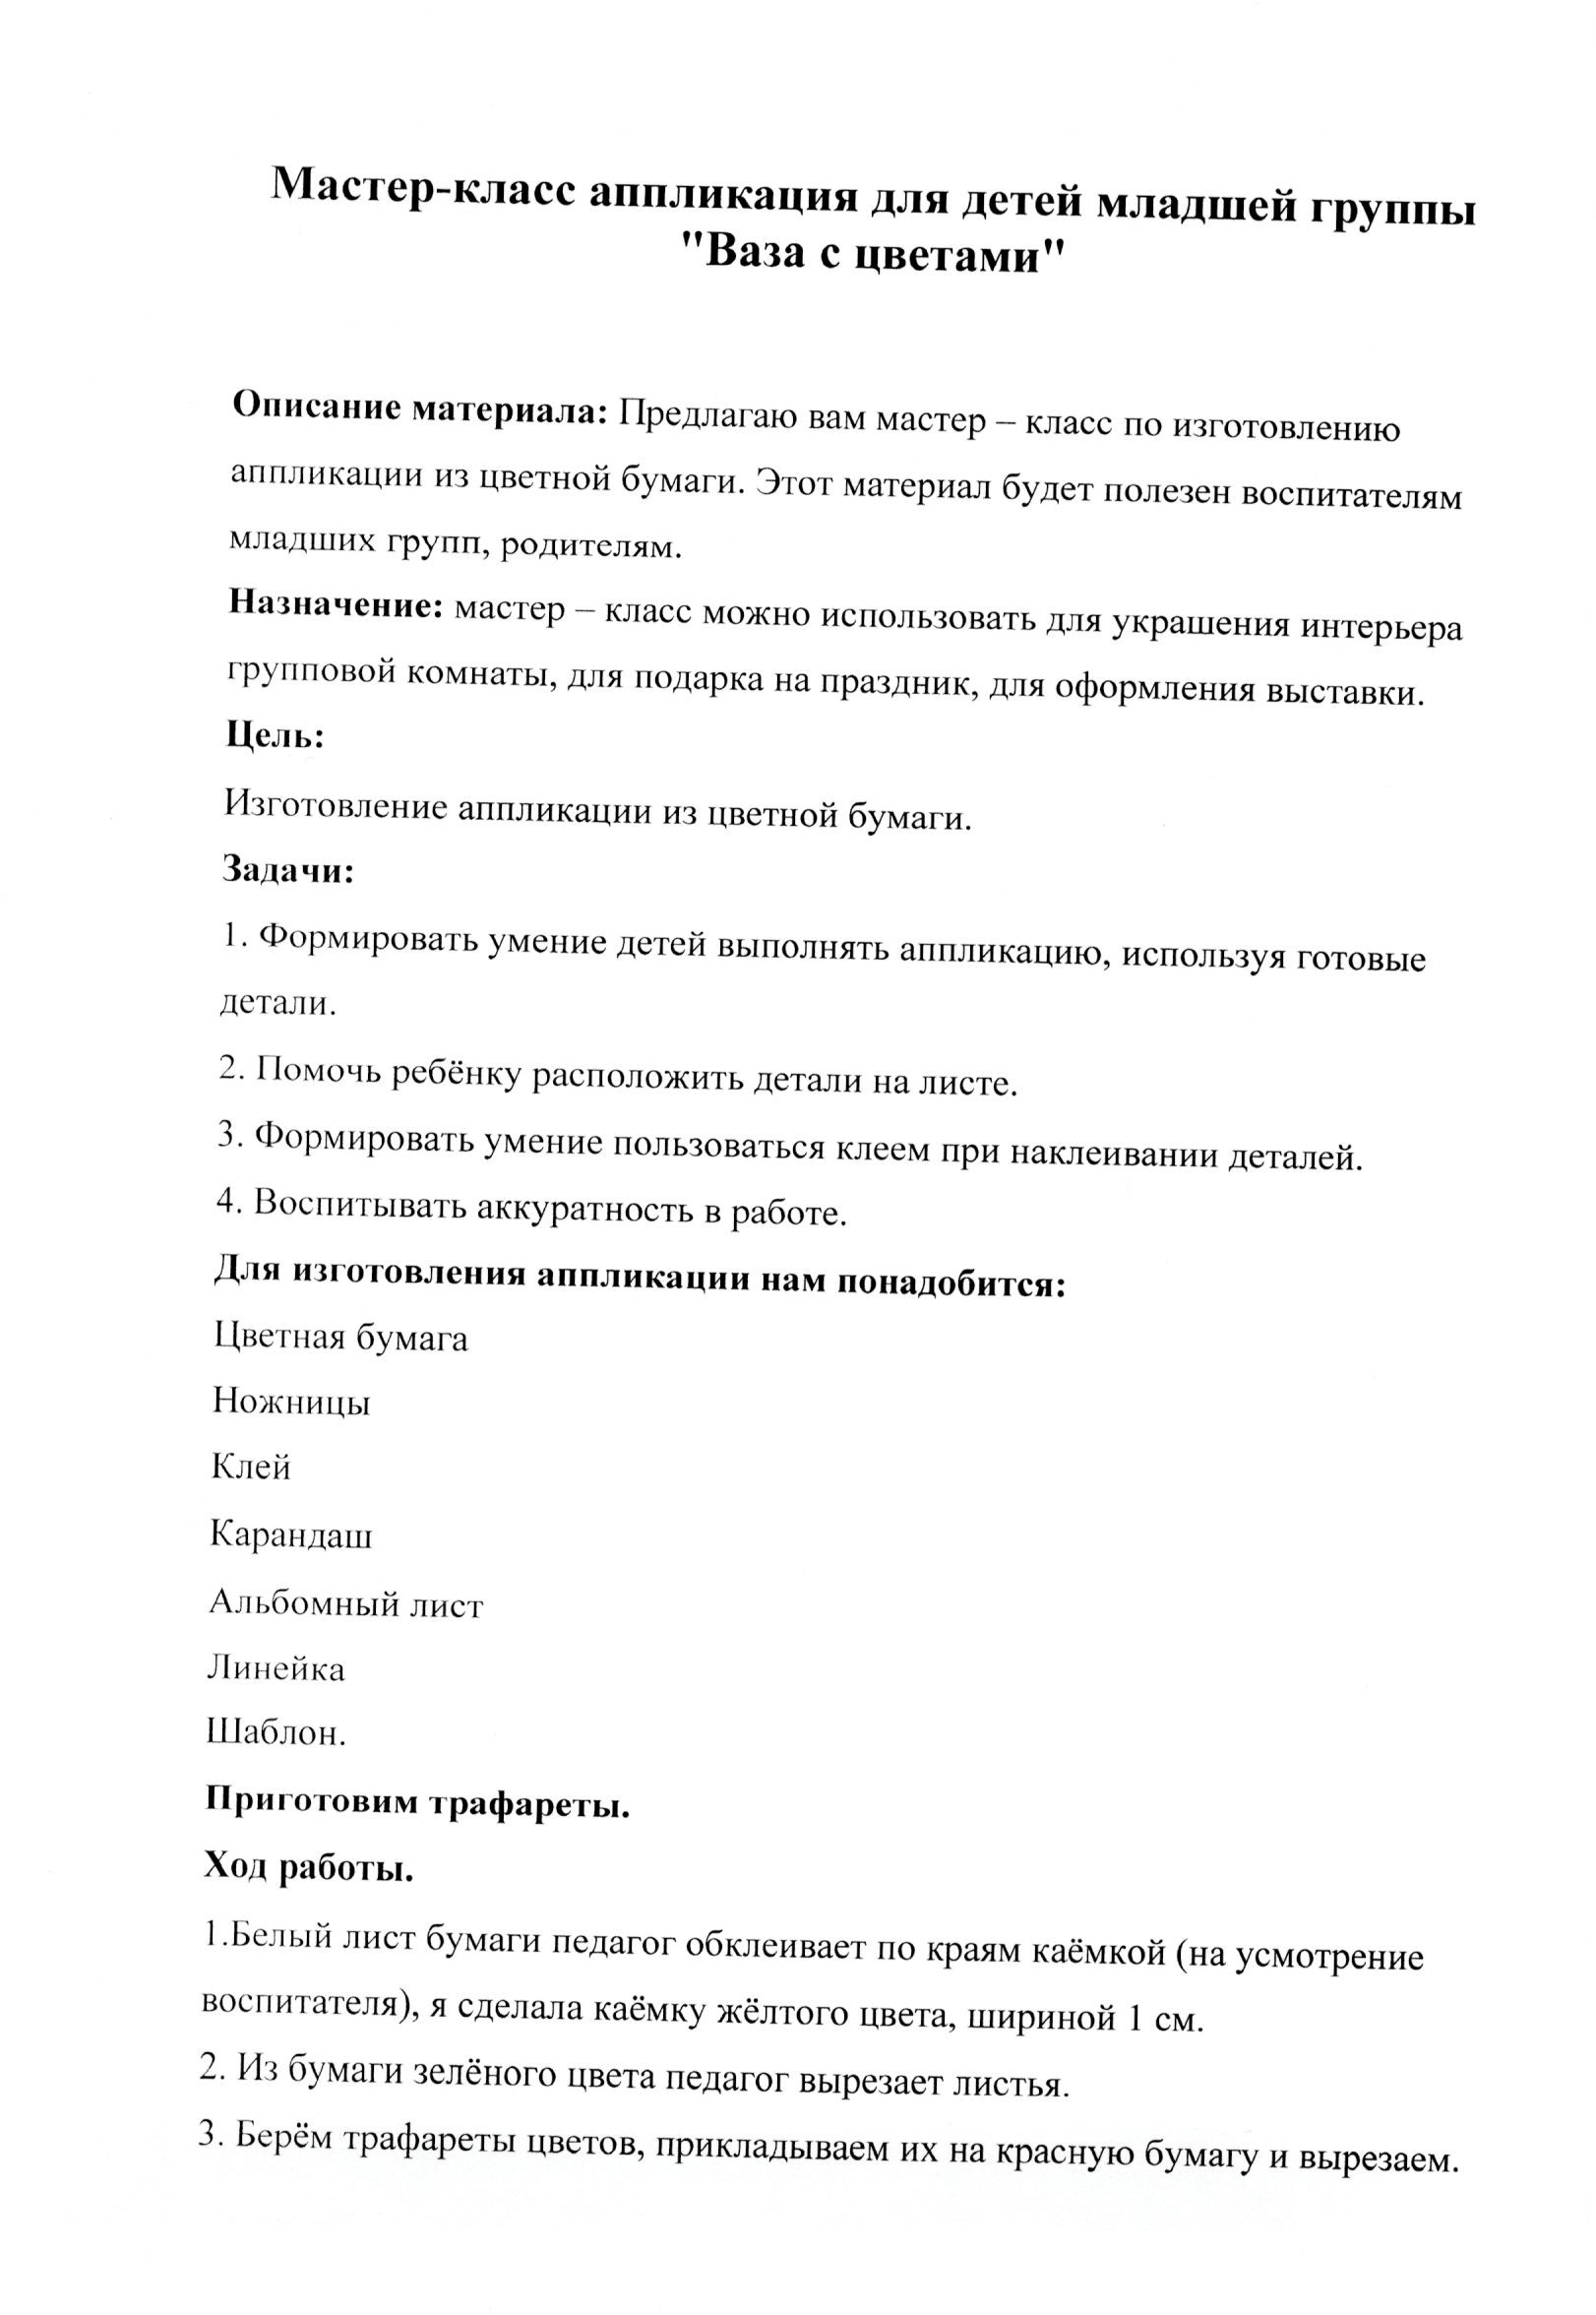 Мастер-класс аппликация для детей младшей группы
"Ваза с цветами"
Описание материала: Предлагаю вам мастер – класс по изготовлению
аппликации из цветной бумаги. Этот материал будет полезен воспитателям
младших групп, родителям.
Назначение: мастер – класс можно использовать для украшения интерьера
групповой комнаты, для подарка на праздник, для оформления выставки.
Цель:
Изготовление аппликации из цветной бумаги.
Задачи:
1. Формировать умение детей выполнять аппликацию, используя готовые
детали.
2. Помочь ребёнку расположить детали на листе.
3. Формировать умение пользоваться клеем при наклеивании деталей.
4. Воспитывать аккуратность в работе.
Для изготовления аппликации нам понадобится:
Цветная бумага
Ножницы
Клей
Карандаш
Альбомный лист
Линейка
Шаблон.
Приготовим трафареты.
Ход работы.
1.Белый лист бумаги педагог обклеивает по краям каёмкой (на усмотрение
воспитателя), я сделала каёмку жёлтого цвета, шириной 1 см.
2. Из бумаги зелёного цвета педагог вырезает листья.
3. Берём трафареты цветов, прикладываем их на красную бумагу и вырезаем.